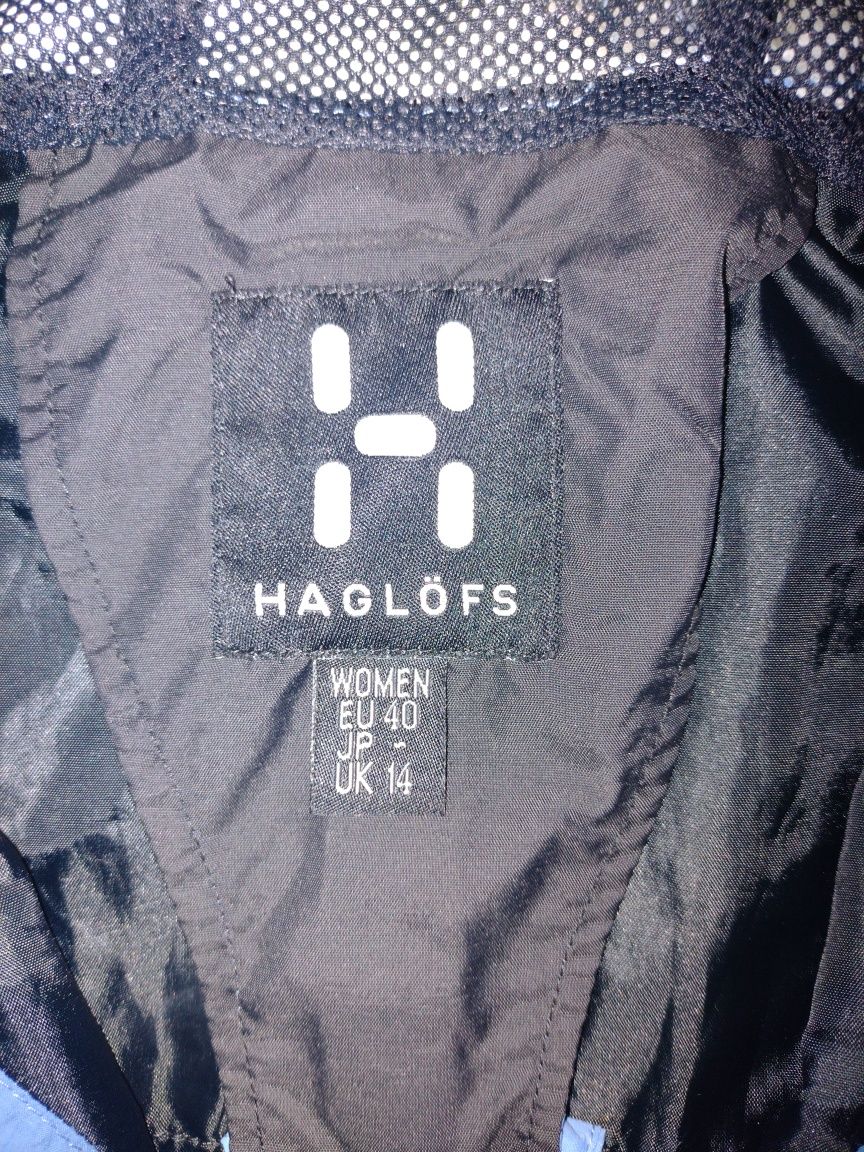 HAGLÖFS
WOMEN
EU 40
JP -
UK 14